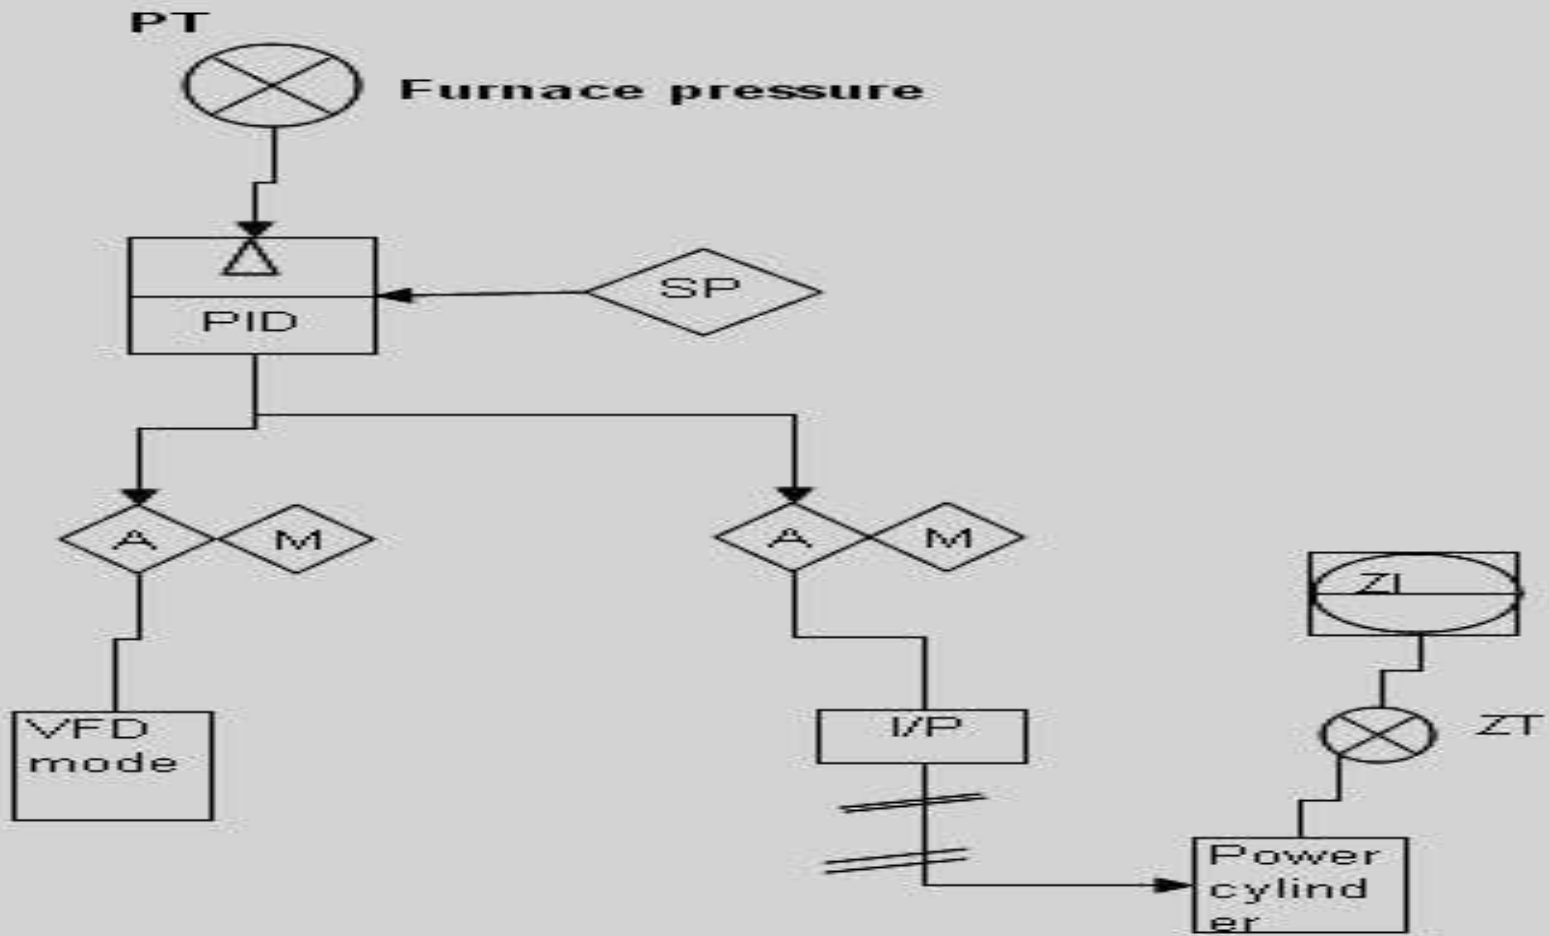 PT
Furnace pressure
SP
PID
A
M
A
M
ZI
VFD
mode
I/P
ZT
Power
cylind
er